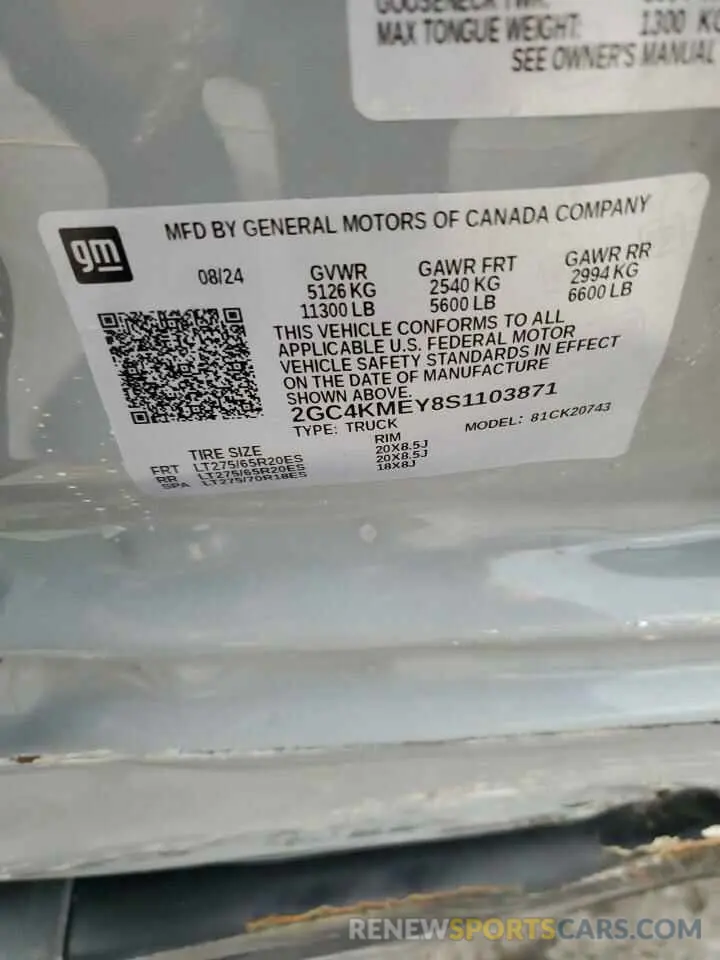 MAX TONGUE WEIGHT: 1300 KG
SEE OWNER'S MANUAL
gm
MFD BY GENERAL MOTORS OF CANADA COMPANY
08/24 GVWR GAWR FRT GAWR RR
5126 KG 2540 KG 2994 KG
11300 LB 5600 LB 6600 LB
THIS VEHICLE CONFORMS TO ALL
APPLICABLE U.S. FEDERAL MOTOR
VEHICLE SAFETY STANDARDS IN EFFECT
ON THE DATE OF MANUFACTURE
SHOWN ABOVE.
2GC4KMEY8S1103871
TYPE: TRUCK MODEL: 81CK20743
TIRE SIZE RIM
FRT LT275/65R20ES 20X8.5J
RR LT275/65R20ES 20X8.5J
SPA LT275/70R18ES 18X8J
RENEWSPORTSCARS.COM